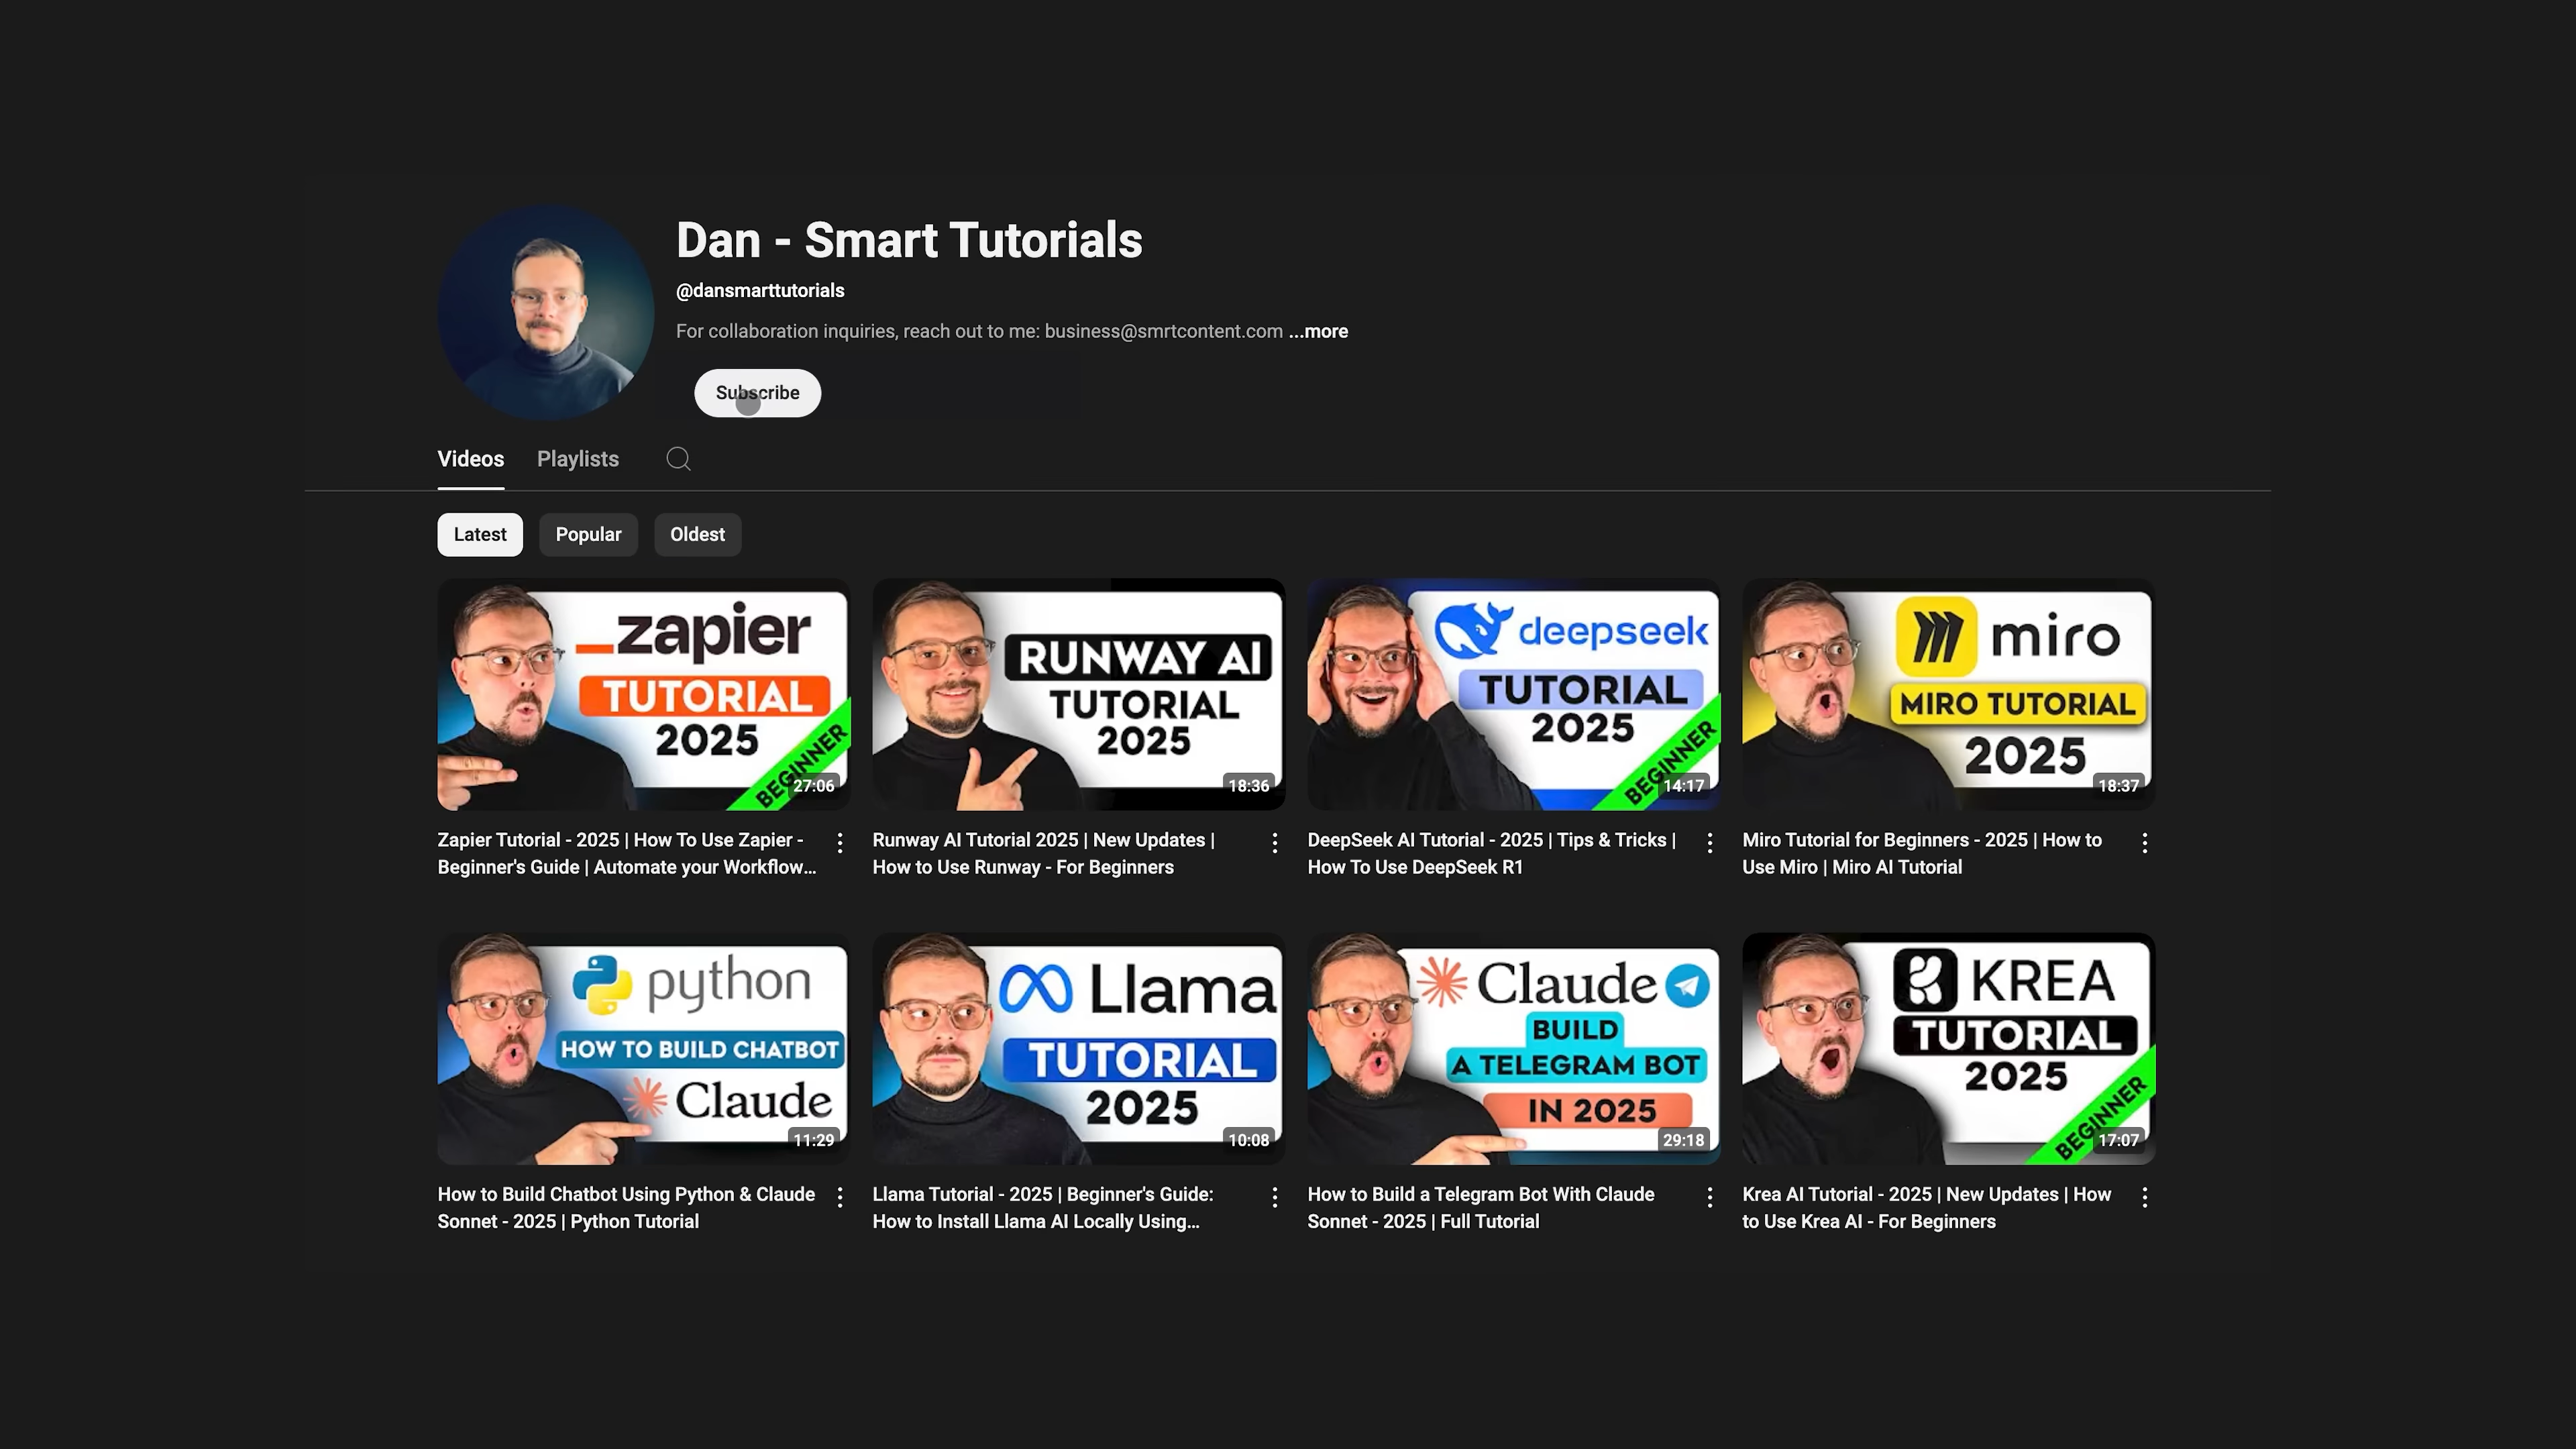 Dan - Smart Tutorials
@dansmarttutorials
For collaboration inquiries, reach out to me: business@smrtcontent.com ...more
Subscribe
Videos
Playlists
Latest
Popular
Oldest
zapier
TUTORIAL
2025
BEGINNER
27:06
Zapier Tutorial - 2025 | How To Use Zapier -
Beginner's Guide | Automate your Workflow...
RUNWAY AI
TUTORIAL
2025
18:36
Runway AI Tutorial 2025 | New Updates |
How to Use Runway - For Beginners
deepseek
TUTORIAL
2025
BEGINNER
14:17
DeepSeek AI Tutorial - 2025 | Tips & Tricks |
How To Use DeepSeek R1
miro
MIRO TUTORIAL
2025
18:37
Miro Tutorial for Beginners - 2025 | How to
Use Miro | Miro AI Tutorial
python
HOW TO BUILD CHATBOT
Claude
11:29
How to Build Chatbot Using Python & Claude
Sonnet - 2025 | Python Tutorial
Llama
TUTORIAL
2025
10:08
Llama Tutorial - 2025 | Beginner's Guide:
How to Install Llama AI Locally Using...
Claude
BUILD
A TELEGRAM BOT
IN 2025
29:18
How to Build a Telegram Bot With Claude
Sonnet - 2025 | Full Tutorial
KREA
TUTORIAL
2025
BEGINNER
17:07
Krea AI Tutorial - 2025 | New Updates | How
to Use Krea AI - For Beginners